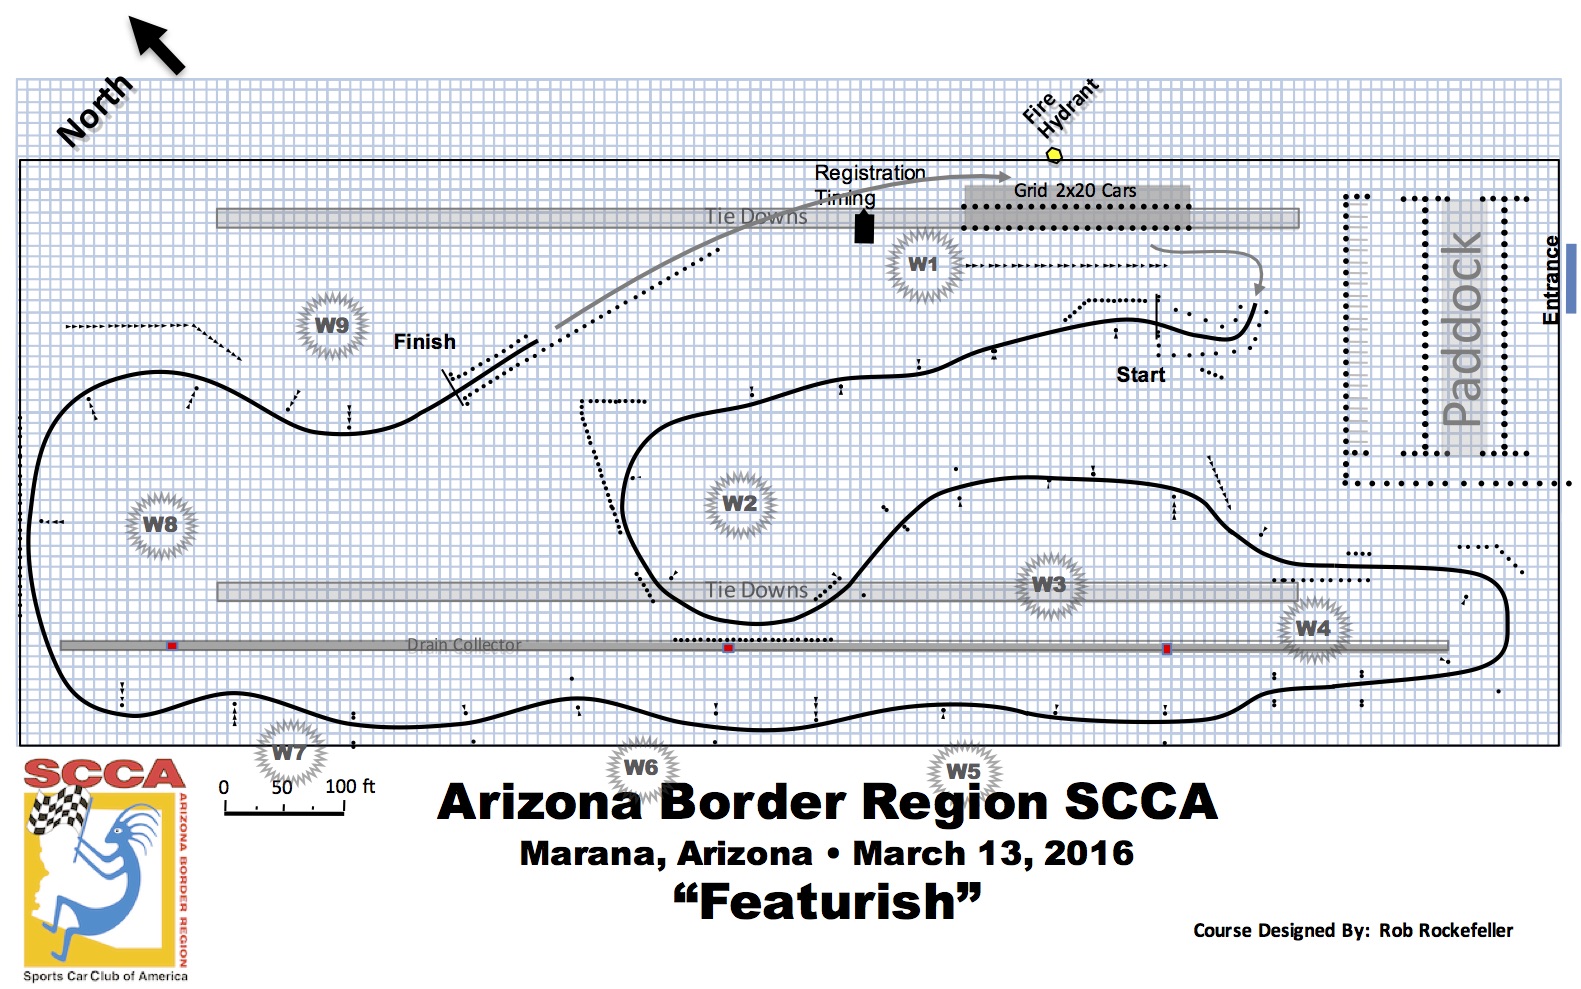 North
Fire
Hydrant
Registration
Timing
Grid 2x20 Cars
Tie Downs
W1
Paddock
Entrance
W9
Finish
Start
W2
W8
Tie Downs
W3
W4
Drain Collector
W7
W6
W5
0 50 100 ft
SCCA
ARIZONA BORDER REGION
Sports Car Club of America
Arizona Border Region SCCA
Marana, Arizona • March 13, 2016
“Featurish”
Course Designed By: Rob Rockefeller